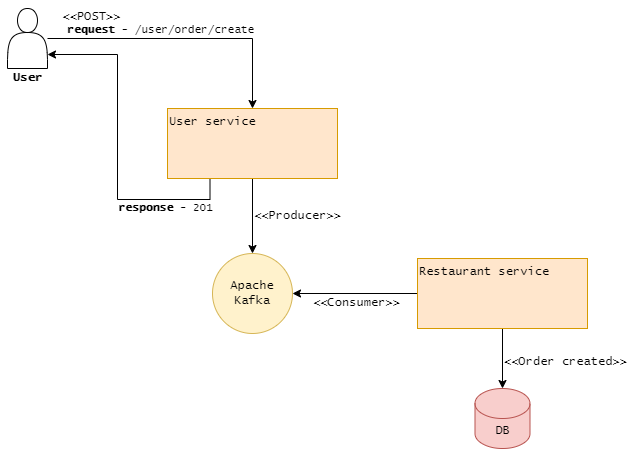 <<POST>>
request - /user/order/create
User
User service
response - 201
<<Producer>>
Apache
Kafka
Restaurant service
<<Consumer>>
<<Order created>>
DB